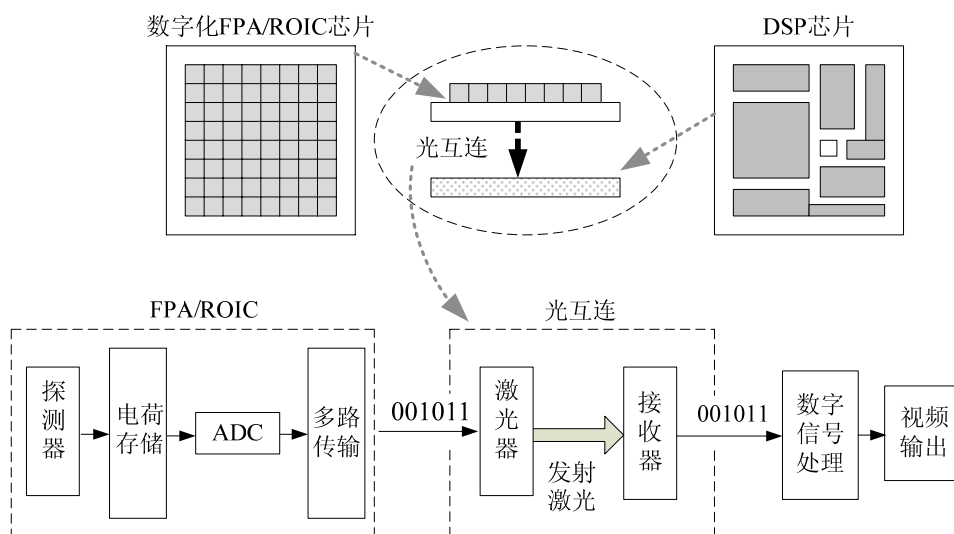 数字化FPA/ROIC芯片
DSP芯片
光互连
FPA/ROIC
光互连
探
测
器
电荷
存储
ADC
多路
传输
001011
激
光
器
发射
激光
接
收
器
001011
数字
信号
处理
视频
输出